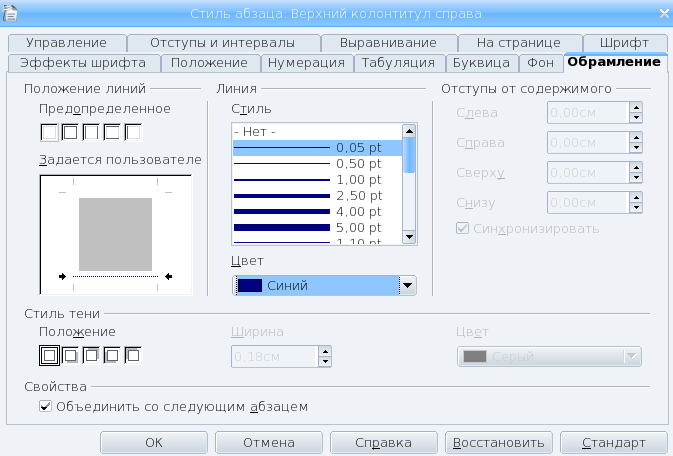 Стиль абзаца: Верхний колонтитул справа
Управление Отступы и интервалы Выравнивание На странице Шрифт
Эффекты шрифта Положение Нумерация Табуляция Буквица Фон Обрамление
Положение линий Линия Отступы от содержимого
Предопределенное Стиль Слева 0,00см
- Нет -
0,05 pt Справа 0,00см
Задается пользователем 0,50 pt
1,00 pt Сверху 0,00см
2,50 pt
4,00 pt Снизу 0,00см
5,00 pt Синхронизировать
1,10 pt
Цвет
Синий
Стиль тени
Положение Ширина Цвет
0,18см Серый
Свойства
Объединить со следующим абзацем
ОК Отмена Справка Восстановить Стандарт